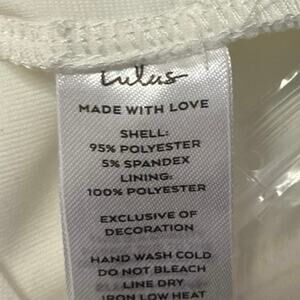 Lulus
MADE WITH LOVE
SHELL:
95% POLYESTER
5% SPANDEX
LINING:
100% POLYESTER
EXCLUSIVE OF
DECORATION
HAND WASH COLD
DO NOT BLEACH
LINE DRY
IRON LOW HEAT